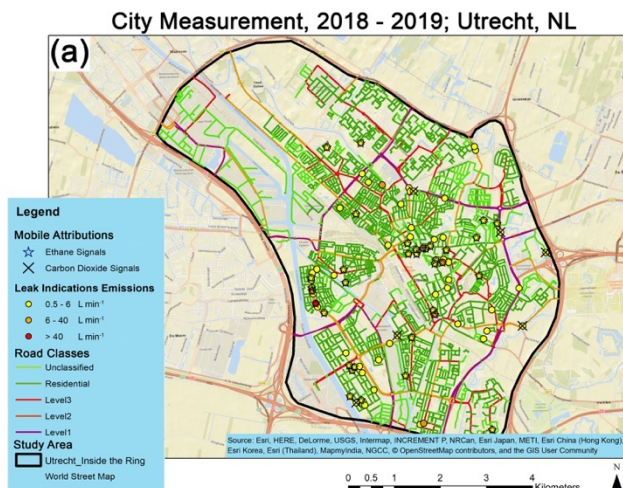 City Measurement, 2018 - 2019; Utrecht, NL
(a)
Legend
Mobile Attributions
Ethane Signals
Carbon Dioxide Signals
Leak Indications Emissions
0.5 - 6 L min⁻¹
6 - 40 L min⁻¹
> 40 L min⁻¹
Road Classes
Unclassified
Residential
Level3
Level2
Level1
Study Area
Utrecht_Inside the Ring
World Street Map
Source: Esri, HERE, DeLorme, USGS, Intermap, INCREMENT P, NRCan, Esri Japan, METI, Esri China (Hong Kong),
Esri Korea, Esri (Thailand), MapmyIndia, NGCC, © OpenStreetMap contributors, and the GIS User Community
0 0.5 1 2 3 4
Kilometers
N